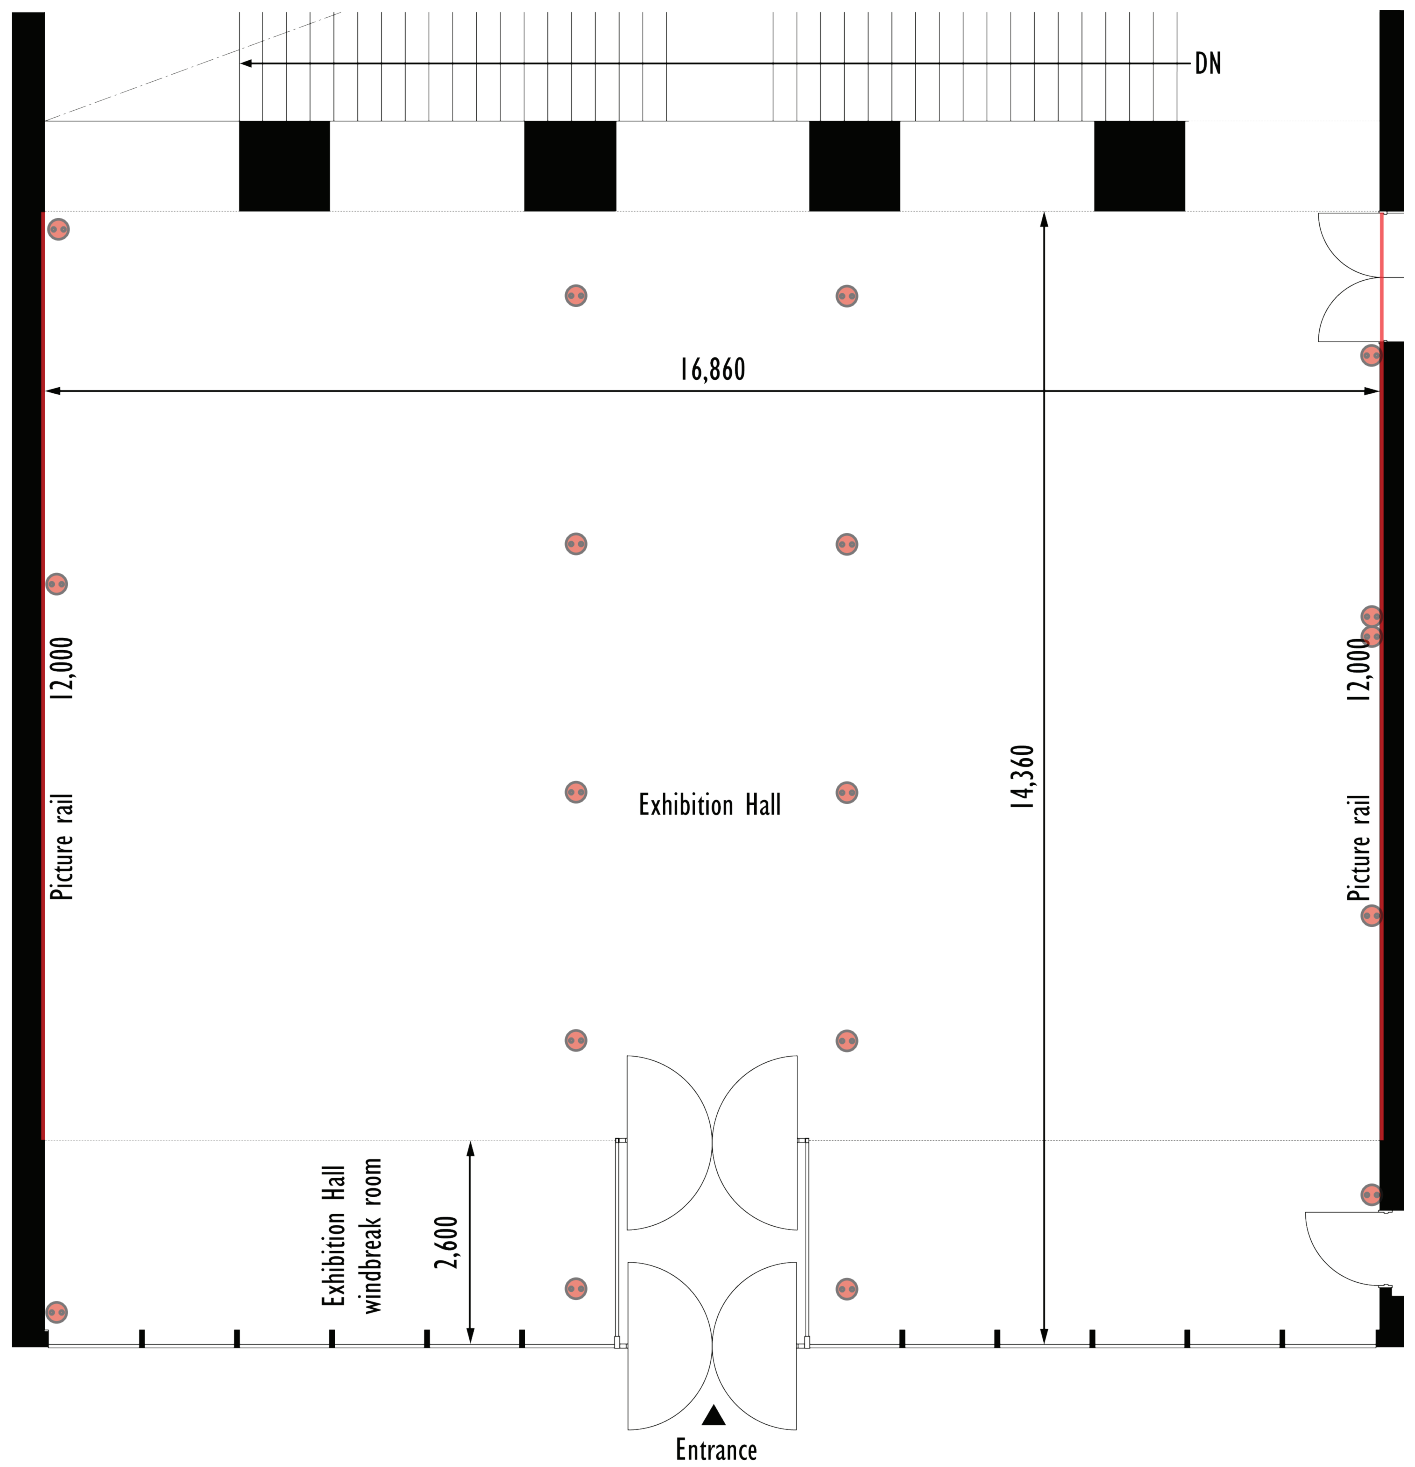 DN
16,860
12,000
12,000
14,360
Picture rail
Exhibition Hall
Picture rail
Exhibition Hall
windbreak room
2,600
Entrance